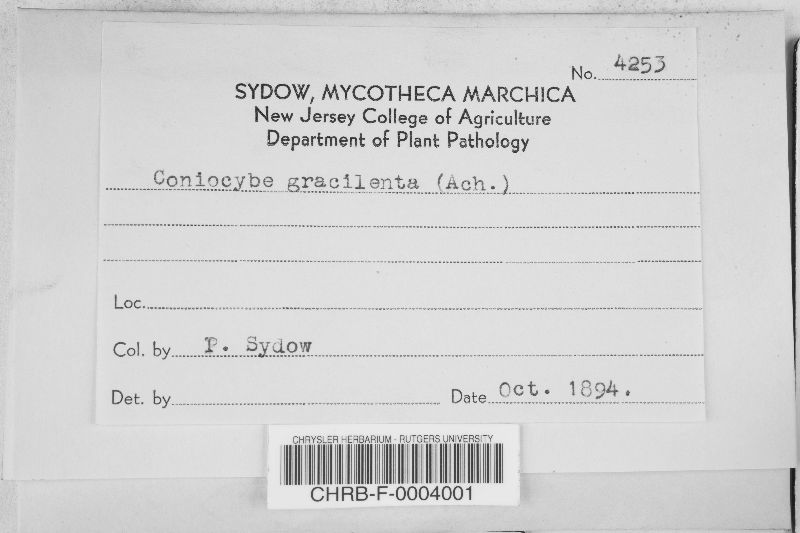 No. 4253
SYDOW, MYCOTHECA MARCHICA
New Jersey College of Agriculture
Department of Plant Pathology
Coniocybe gracilenta (Ach.)
Loc.
Col. by P. Sydow
Det. by Date Oct. 1894.
CHRYSLER HERBARIUM - RUTGERS UNIVERSITY
CHRB-F-0004001